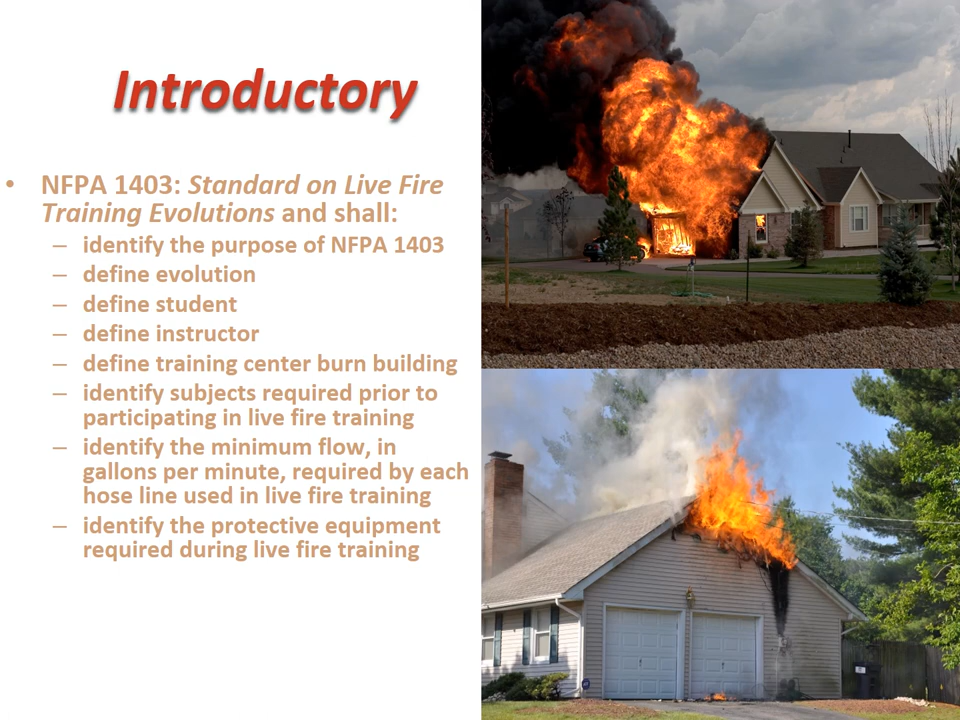 Introductory
• NFPA 1403: Standard on Live Fire
Training Evolutions and shall:
– identify the purpose of NFPA 1403
– define evolution
– define student
– define instructor
– define training center burn building
– identify subjects required prior to
participating in live fire training
– identify the minimum flow, in
gallons per minute, required by each
hose line used in live fire training
– identify the protective equipment
required during live fire training